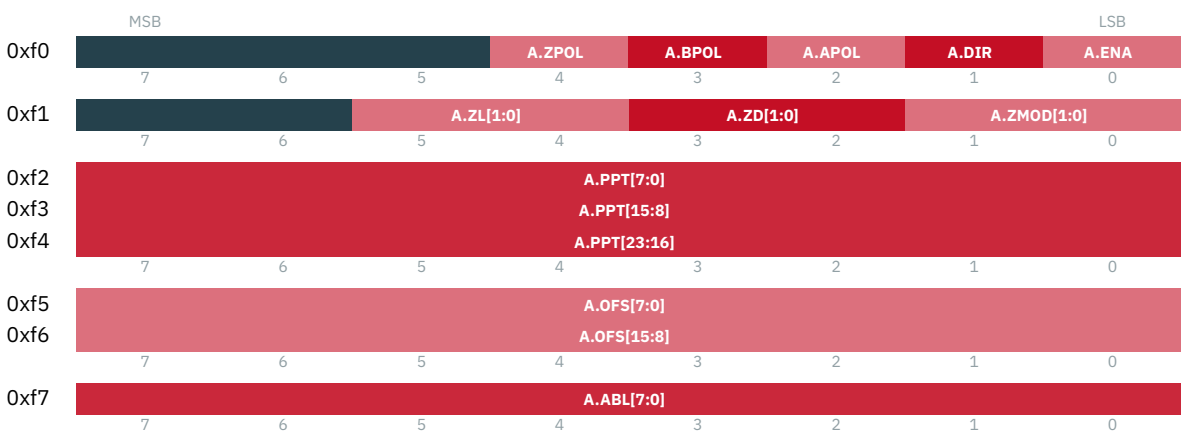 MSB LSB
0xf0 A.ZPOL A.BPOL A.APOL A.DIR A.ENA
7 6 5 4 3 2 1 0
0xf1 A.ZL[1:0] A.ZD[1:0] A.ZMOD[1:0]
7 6 5 4 3 2 1 0
0xf2 A.PPT[7:0]
0xf3 A.PPT[15:8]
0xf4 A.PPT[23:16]
7 6 5 4 3 2 1 0
0xf5 A.OFS[7:0]
0xf6 A.OFS[15:8]
7 6 5 4 3 2 1 0
0xf7 A.ABL[7:0]
7 6 5 4 3 2 1 0